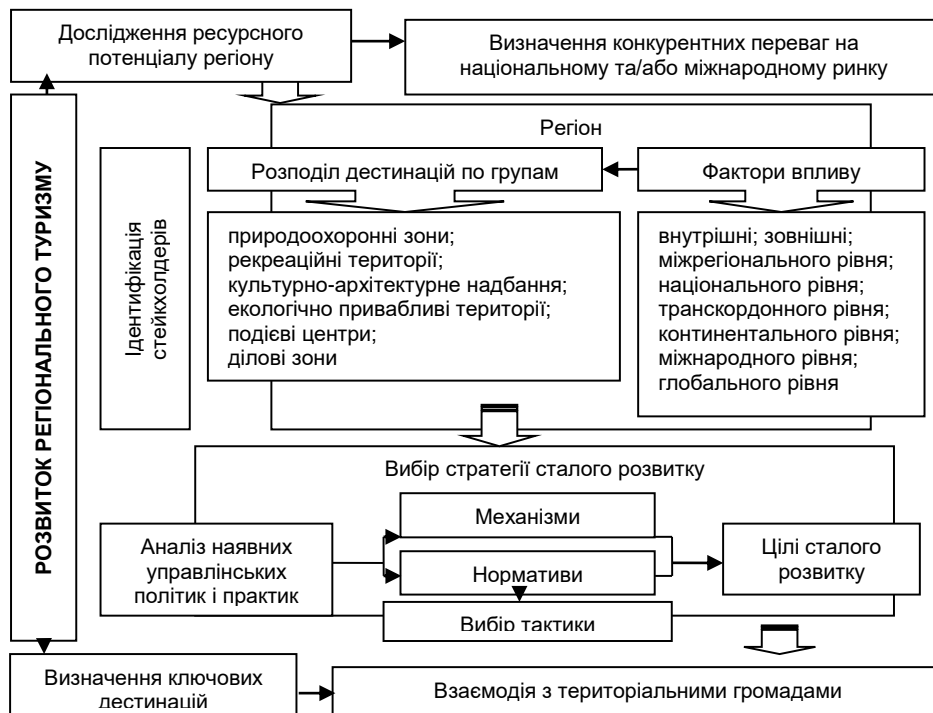 Дослідження ресурсного
потенціалу регіону
Визначення конкурентних переваг на
національному та/або міжнародному ринку
РОЗВИТОК РЕГІОНАЛЬНОГО ТУРИЗМУ
Регіон
Ідентифікація
стейкхолдерів
Розподіл дестинацій по групам
Фактори впливу
природоохоронні зони;
рекреаційні території;
культурно-архітектурне надбання;
екологічно привабливі території;
подієві центри;
ділові зони
внутрішні; зовнішні;
міжрегіонального рівня;
національного рівня;
транскордонного рівня;
континентального рівня;
міжнародного рівня;
глобального рівня
Вибір стратегії сталого розвитку
Аналіз наявних
управлінських
політик і практик
Механізми
Нормативи
Вибір тактики
Цілі сталого
розвитку
Визначення ключових
дестинацій
Взаємодія з територіальними громадами